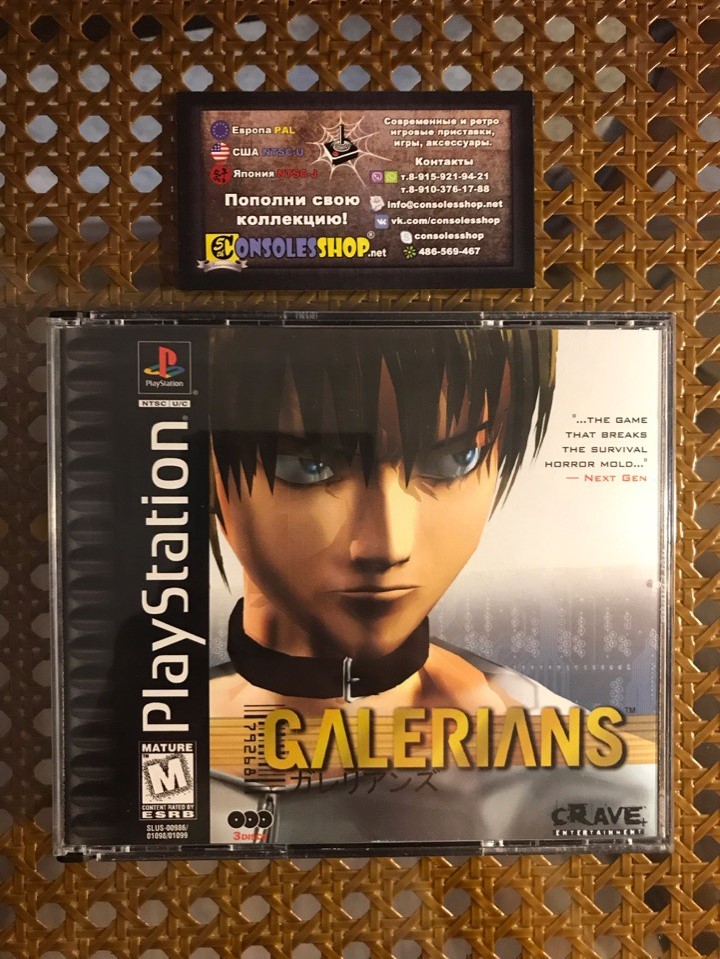 Европа PAL
США NTSC-U
Япония NTSC-J
Пополни свою
коллекцию!
CONSOLESSHOP.net
Современные и ретро
игровые приставки,
игры, аксессуары.
Контакты
т.8-915-921-94-21
т.8-910-376-17-88
info@consolesshop.net
vk.com/consolesshop
consolesshop
486-569-467
PlayStation
NTSC U/C
PlayStation®
MATURE
M
CONTENT RATED BY
ESRB
SLUS-00986/
01098/01099
"...THE GAME
THAT BREAKS
THE SURVIVAL
HORROR MOLD..."
— NEXT GEN
GALERIANS™
ガレリアンズ
79268
3 DISCS
CRAVE
ENTERTAINMENT